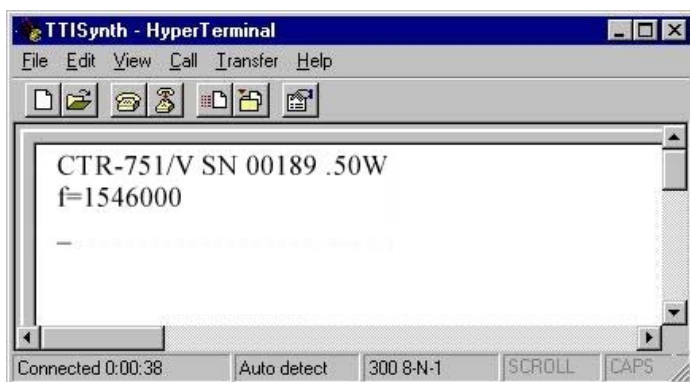 TTISynth - HyperTerminal
File Edit View Call Transfer Help
CTR-751/V SN 00189 .50W
f=1546000
_
Connected 0:00:38 Auto detect 300 8-N-1 SCROLL CAPS